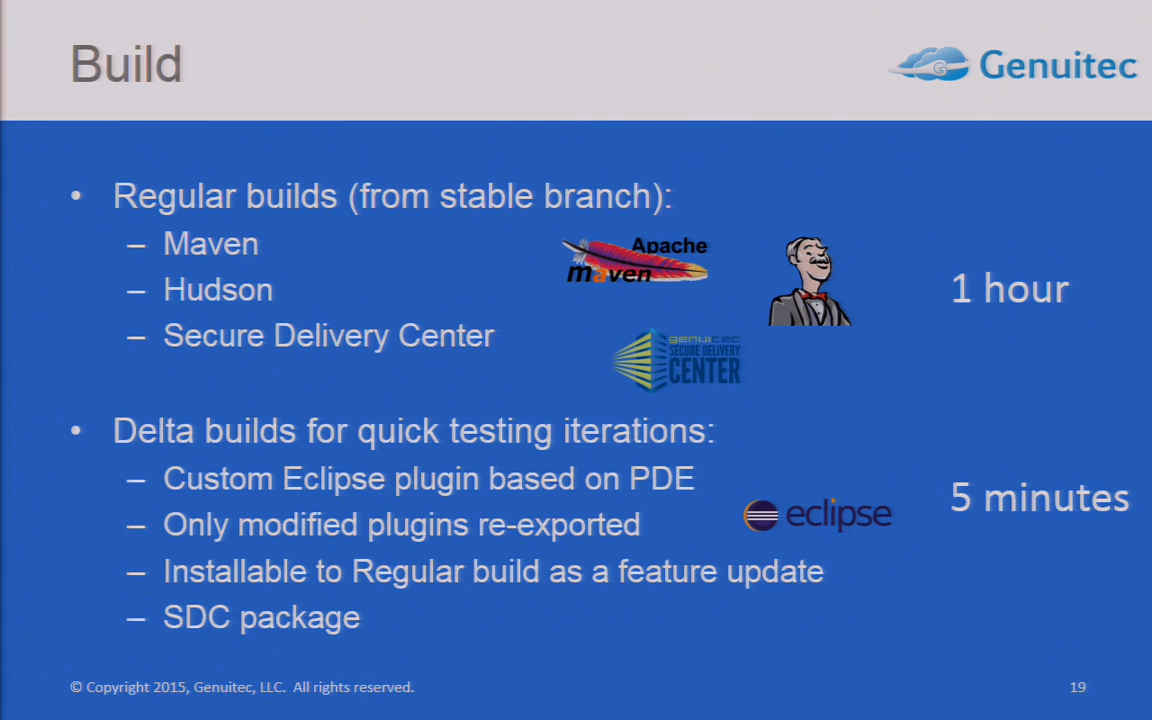 Build
Genuitec
• Regular builds (from stable branch):
– Maven
– Hudson
– Secure Delivery Center
Apache
maven
1 hour
genuitec
SECURE DELIVERY
CENTER
• Delta builds for quick testing iterations:
– Custom Eclipse plugin based on PDE
– Only modified plugins re-exported
– Installable to Regular build as a feature update
– SDC package
eclipse
5 minutes
© Copyright 2015, Genuitec, LLC. All rights reserved.
19